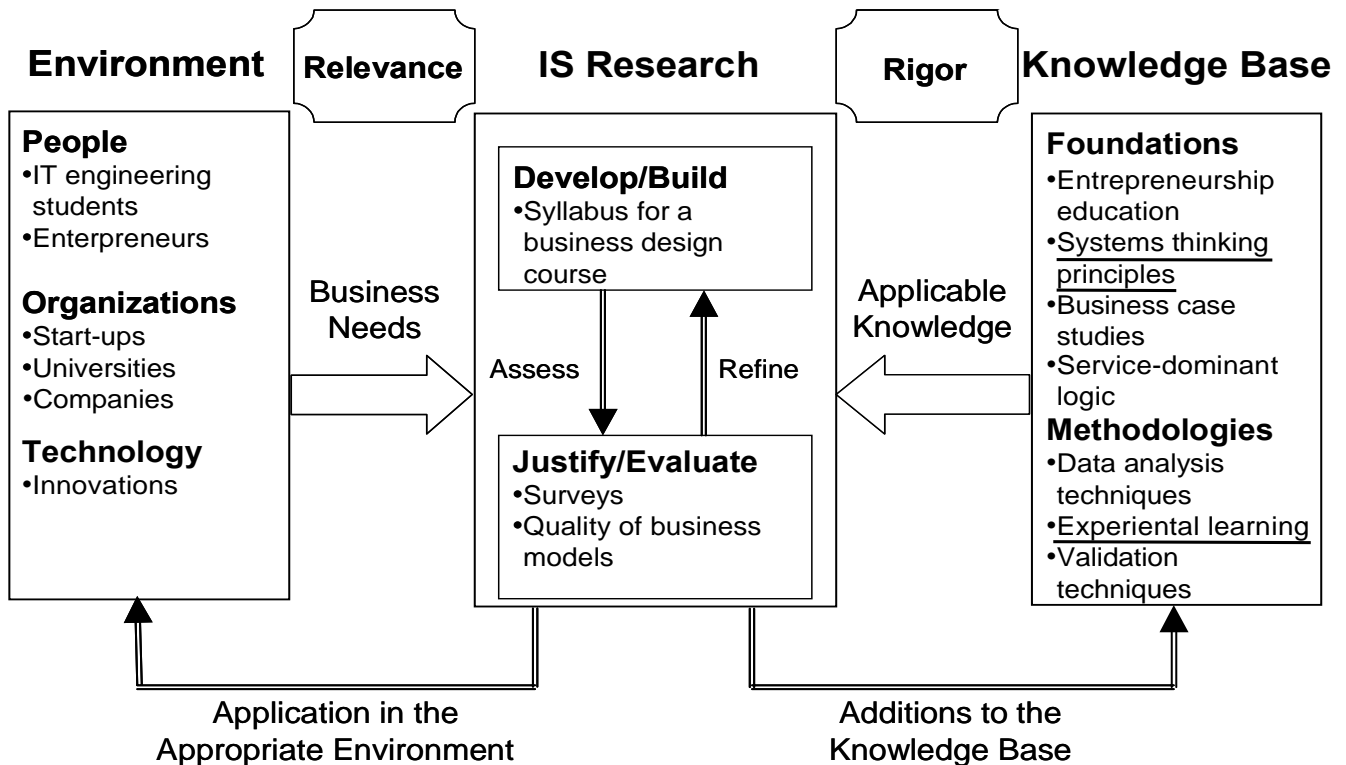 Environment
Relevance
IS Research
Rigor
Knowledge Base
People
•IT engineering
students
•Enterpreneurs
Organizations
•Start-ups
•Universities
•Companies
Technology
•Innovations
Business
Needs
Develop/Build
•Syllabus for a
business design
course
Assess
Refine
Justify/Evaluate
•Surveys
•Quality of business
models
Applicable
Knowledge
Foundations
•Entrepreneurship
education
•Systems thinking
principles
•Business case
studies
•Service-dominant
logic
Methodologies
•Data analysis
techniques
•Experiental learning
•Validation
techniques
Application in the
Appropriate Environment
Additions to the
Knowledge Base